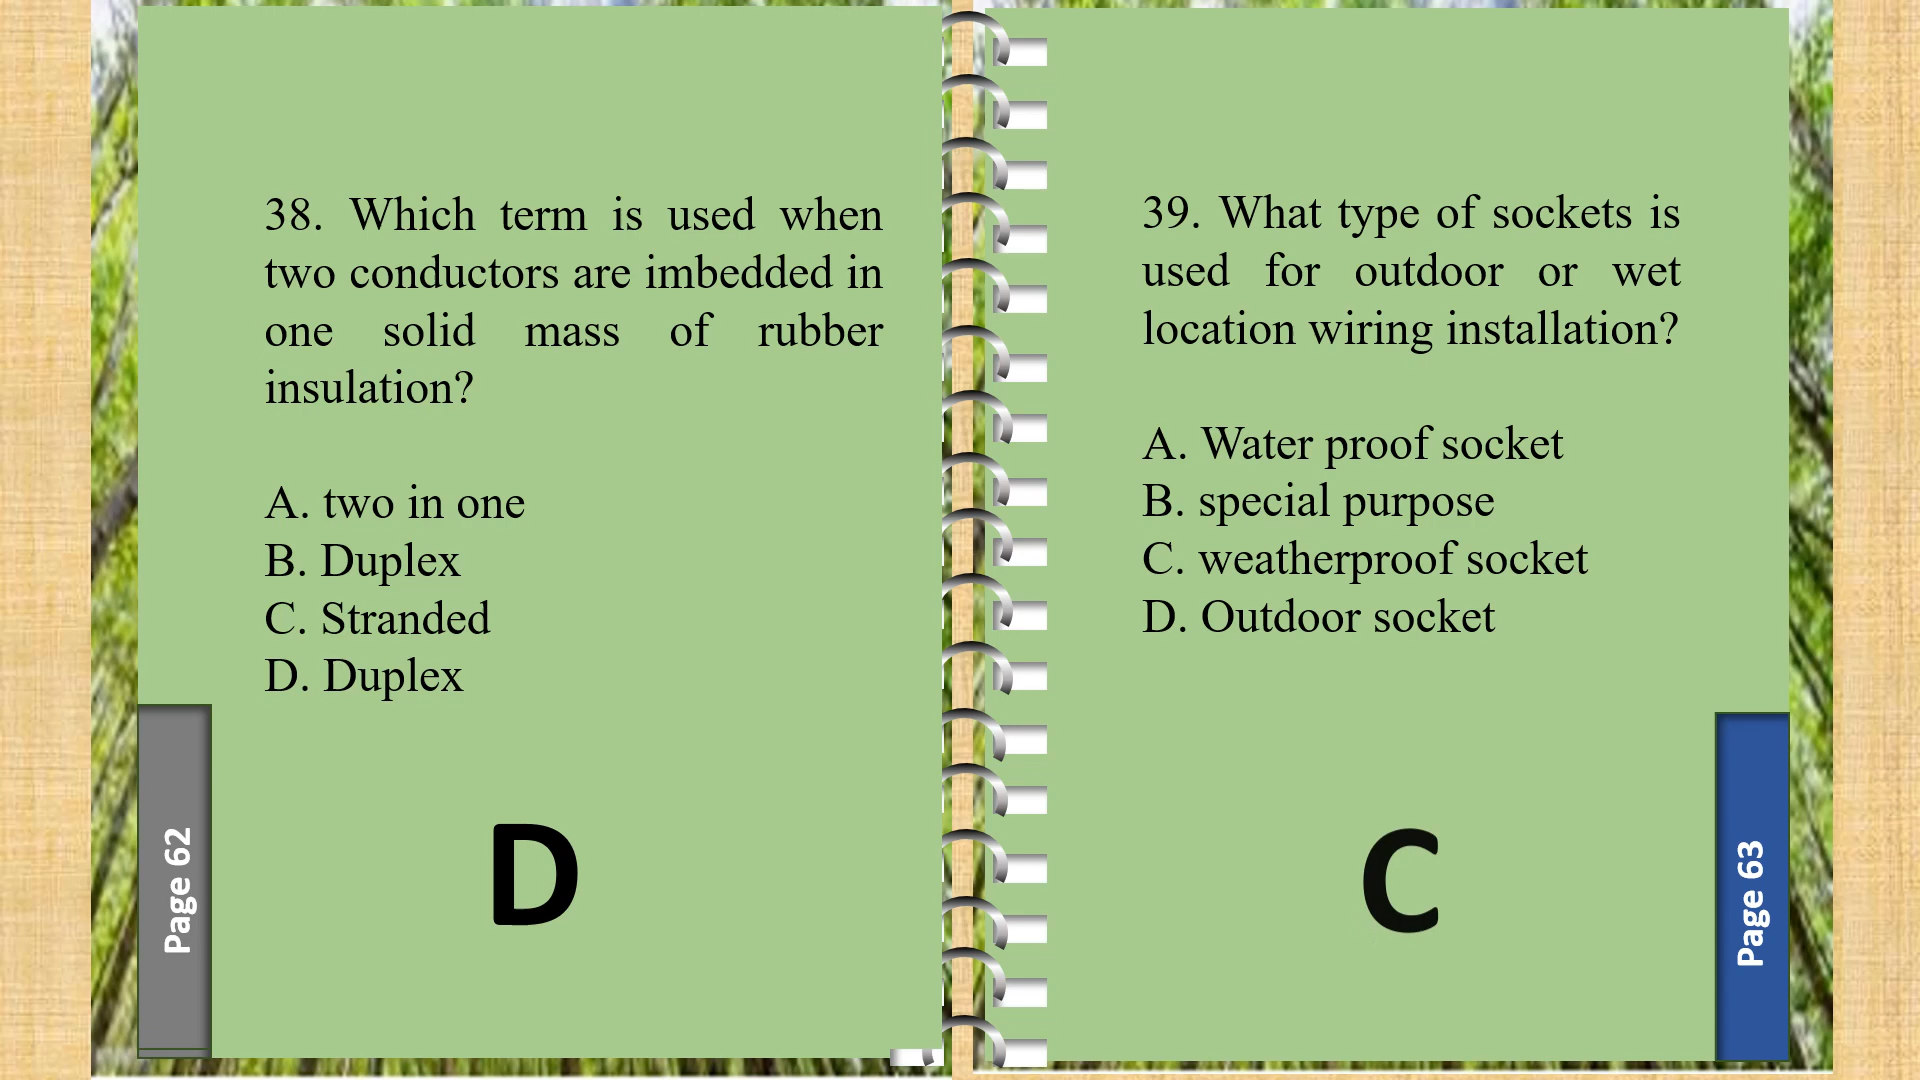 38. Which term is used when
two conductors are imbedded in
one solid mass of rubber
insulation?
A. two in one
B. Duplex
C. Stranded
D. Duplex
D
Page 62
39. What type of sockets is
used for outdoor or wet
location wiring installation?
A. Water proof socket
B. special purpose
C. weatherproof socket
D. Outdoor socket
C
Page 63